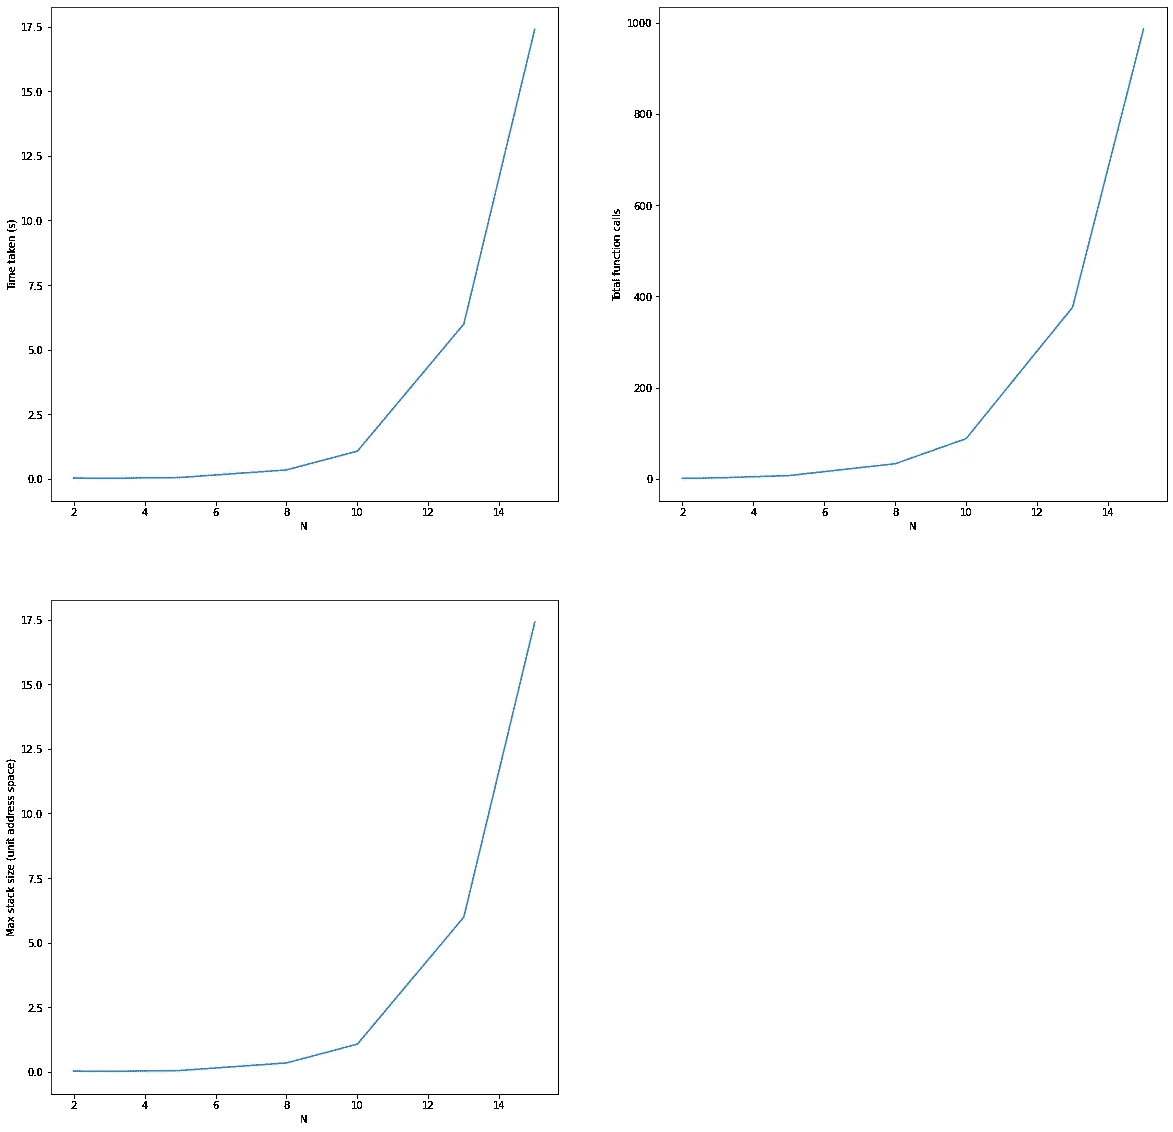 17.5
15.0
12.5
10.0
7.5
5.0
2.5
0.0
Time taken (s)
2 4 6 8 10 12 14
N
1000
800
600
400
200
0
Total function calls
2 4 6 8 10 12 14
N
17.5
15.0
12.5
10.0
7.5
5.0
2.5
0.0
Max stack size (unit address space)
2 4 6 8 10 12 14
N